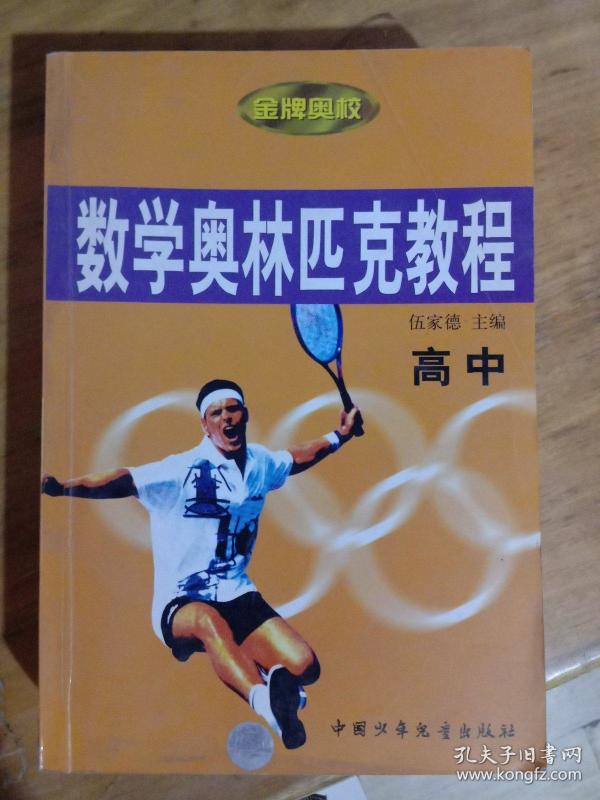 金牌奥校
数学奥林匹克教程
伍家德 主编
高中
中国少年儿童出版社
孔夫子旧书网
www.kongfz.com